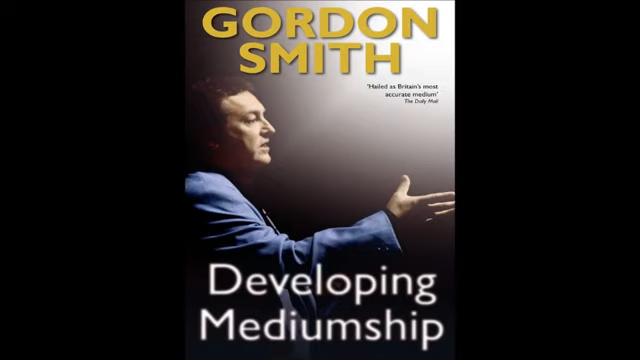 GORDON
SMITH
'Hailed as Britain's most
accurate medium'
The Daily Mail
Developing
Mediumship